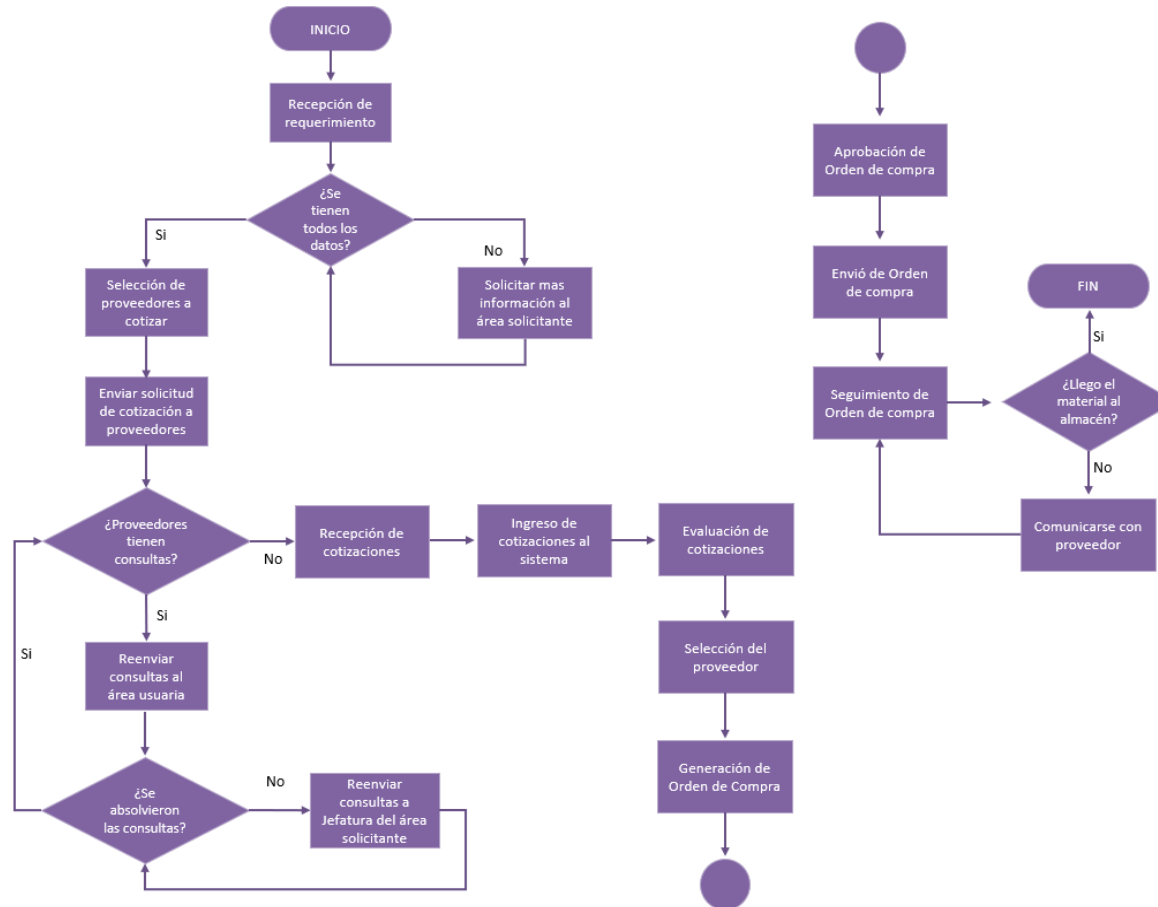 INICIO
Recepción de
requerimiento
¿Se
tienen
todos los
datos?
Si
No
Selección de
proveedores a
cotizar
Solicitar mas
información al
área solicitante
Enviar solicitud
de cotización a
proveedores
¿Proveedores
tienen
consultas?
No
Recepción de
cotizaciones
Ingreso de
cotizaciones al
sistema
Evaluación de
cotizaciones
Si
Si
Reenviar
consultas al
área usuaria
Selección del
proveedor
¿Se
absolvieron
las consultas?
No
Reenviar
consultas a
Jefatura del área
solicitante
Generación de
Orden de Compra
Aprobación de
Orden de compra
Envió de Orden
de compra
FIN
Si
Seguimiento de
Orden de compra
¿Llego el
material al
almacén?
No
Comunicarse con
proveedor